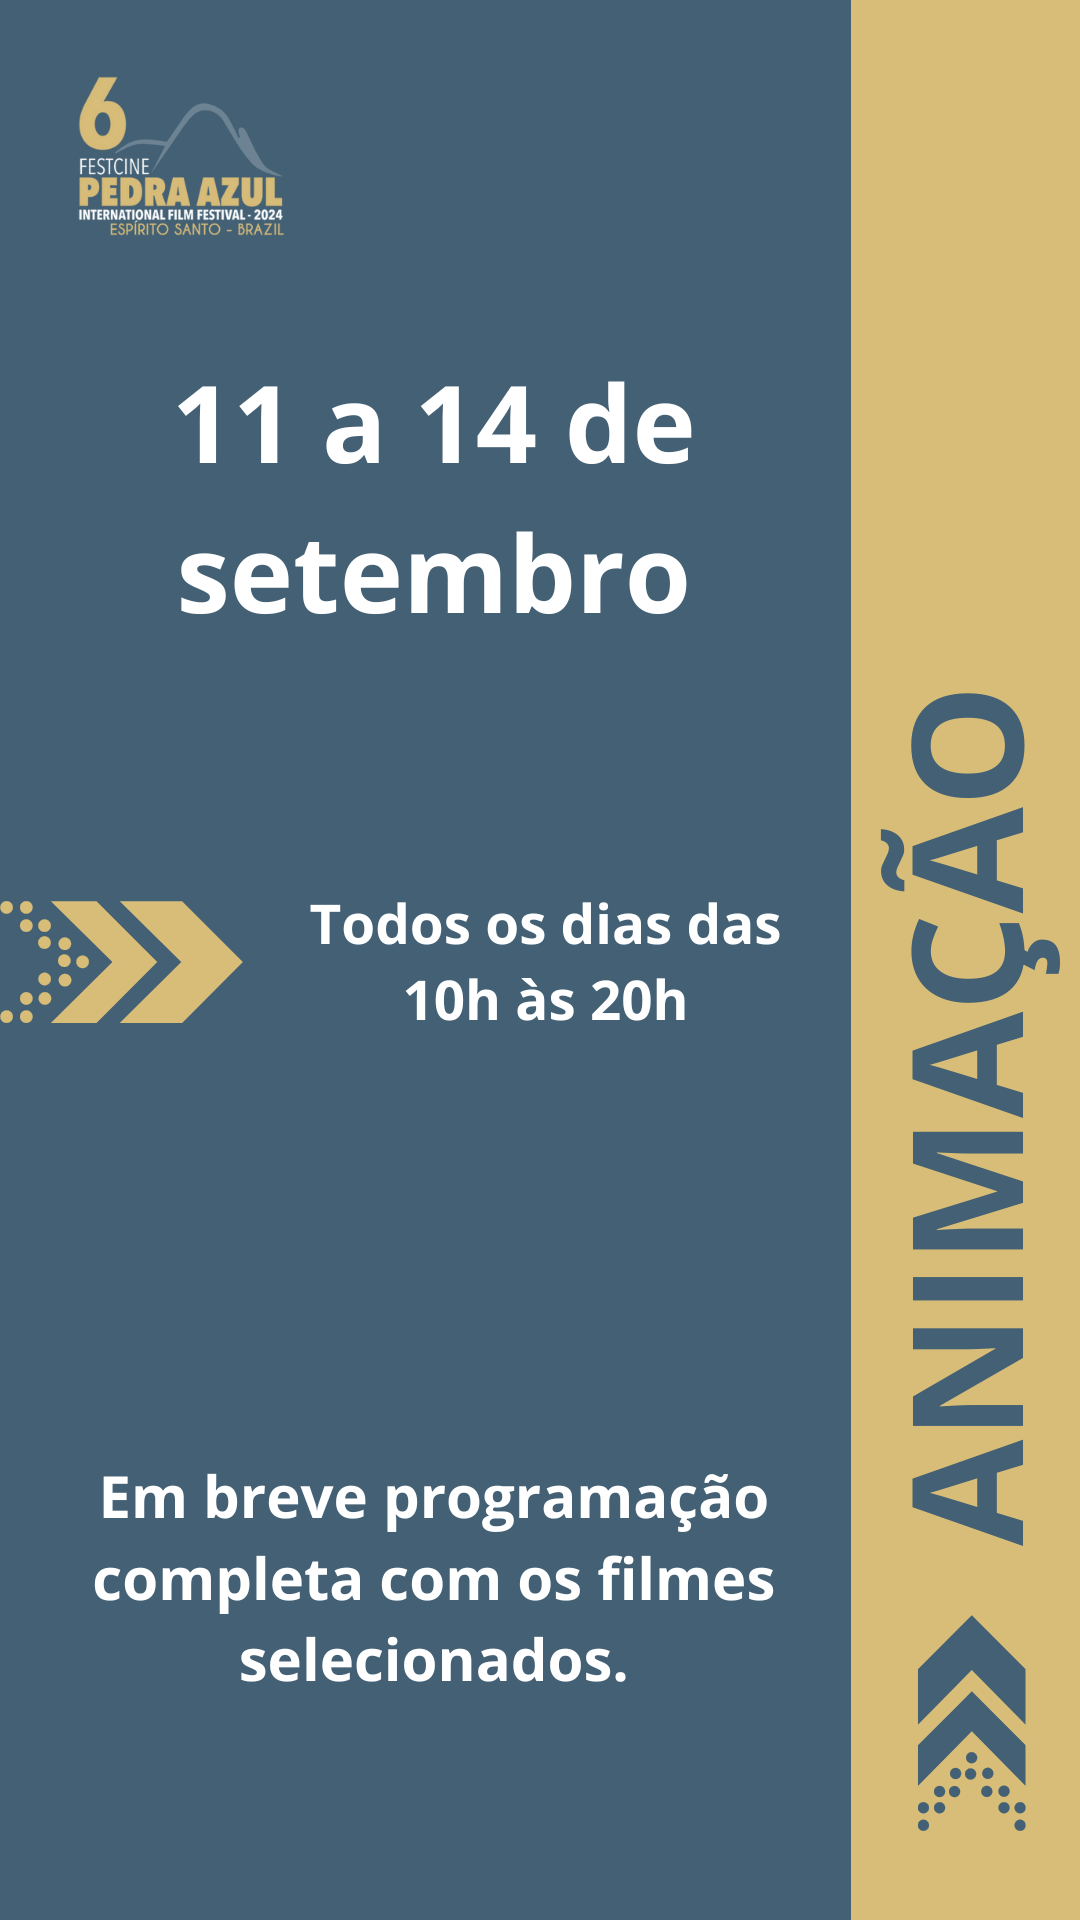 6
FESTCINE
PEDRA AZUL
INTERNATIONAL FILM FESTIVAL - 2024
ESPÍRITO SANTO - BRAZIL
11 a 14 de
setembro
Todos os dias das
10h às 20h
Em breve programação
completa com os filmes
selecionados.
ANIMAÇÃO